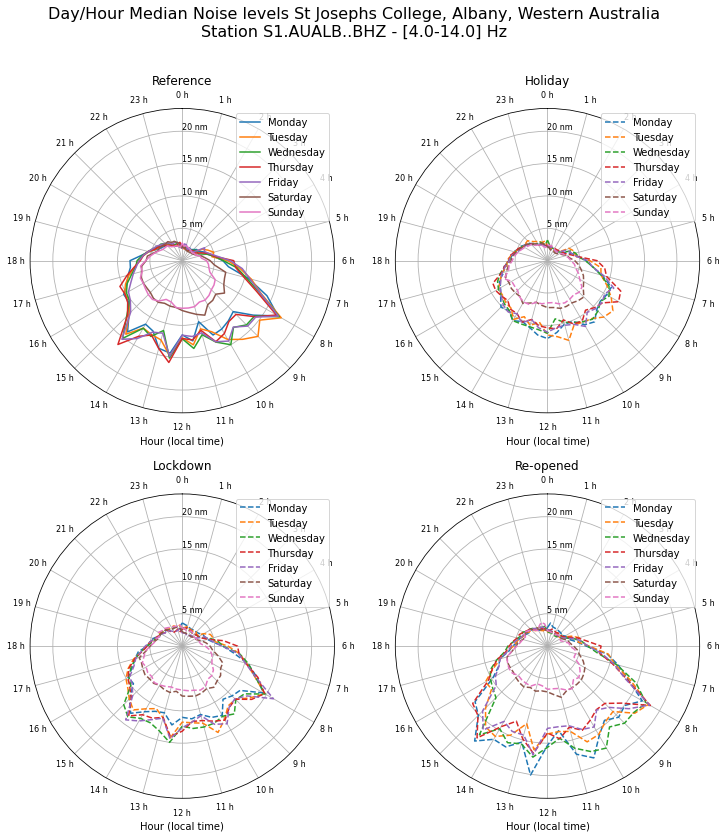 Day/Hour Median Noise levels St Josephs College, Albany, Western Australia
Station S1.AUALB..BHZ - [4.0-14.0] Hz
Reference
0 h
1 h
23 h
22 h
21 h
20 h
19 h
18 h
17 h
16 h
15 h
14 h
13 h
12 h
11 h
10 h
9 h
8 h
7 h
6 h
5 h
20 nm
15 nm
10 nm
5 nm
Monday
Tuesday
Wednesday
Thursday
Friday
Saturday
Sunday
Hour (local time)
Holiday
0 h
1 h
23 h
22 h
21 h
20 h
19 h
18 h
17 h
16 h
15 h
14 h
13 h
12 h
11 h
10 h
9 h
8 h
7 h
6 h
5 h
20 nm
15 nm
10 nm
5 nm
Monday
Tuesday
Wednesday
Thursday
Friday
Saturday
Sunday
Hour (local time)
Lockdown
0 h
1 h
23 h
22 h
21 h
20 h
19 h
18 h
17 h
16 h
15 h
14 h
13 h
12 h
11 h
10 h
9 h
8 h
7 h
6 h
5 h
20 nm
15 nm
10 nm
5 nm
Monday
Tuesday
Wednesday
Thursday
Friday
Saturday
Sunday
Hour (local time)
Re-opened
0 h
1 h
23 h
22 h
21 h
20 h
19 h
18 h
17 h
16 h
15 h
14 h
13 h
12 h
11 h
10 h
9 h
8 h
7 h
6 h
5 h
20 nm
15 nm
10 nm
5 nm
Monday
Tuesday
Wednesday
Thursday
Friday
Saturday
Sunday
Hour (local time)